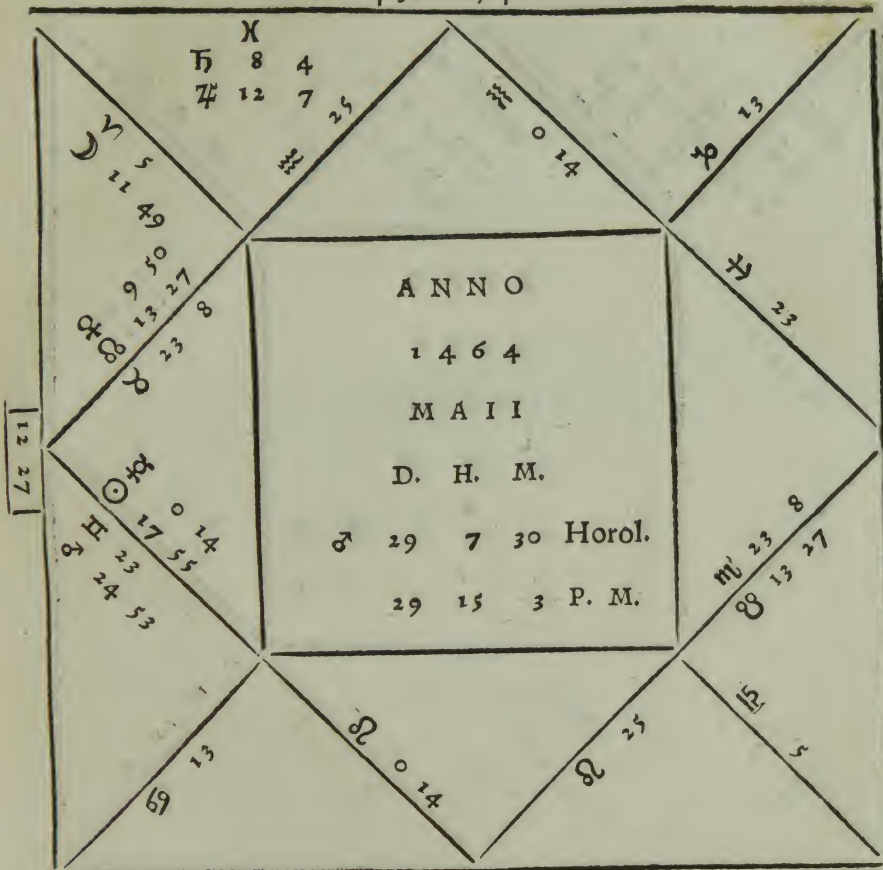 ♓
♄ 8 4
♃ 12 7
♒ 25
♒ 0 14
♑ 13
♐ 23
♈ 5
☽ 11 49
♀ 9 50
☊ 13 27
♉ 23 8
12 27
☉ ☿ 0 14
♊ 17 55
♂ 23
24 53
ANNO
1464
MAII
D. H. M.
♂ 29 7 30 Horol.
29 15 3 P. M.
♏ 23 8
☋ 13 27
♎ 5
♋ 13
♌ 0 14
♌ 25